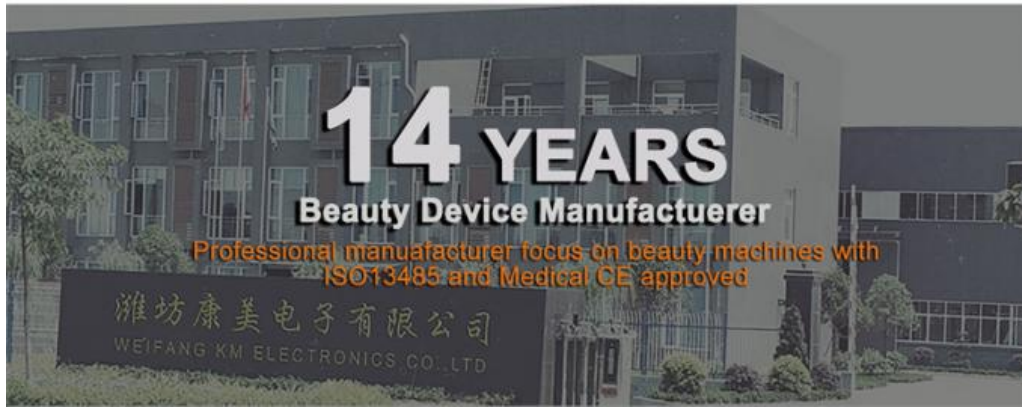 14 YEARS
Beauty Device Manufactuerer
Professional manuafacturer focus on beauty machines with
ISO13485 and Medical CE approved
潍坊康美电子有限公司
WEIFANG KM ELECTRONICS CO.,LTD